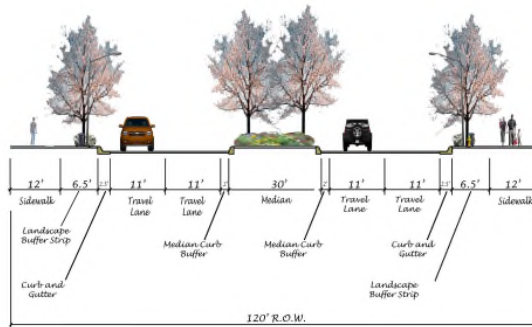 12' 6.5' 2.5' 11' 11' 2' 30' 2' 11' 11' 2.5' 6.5' 12'
Sidewalk Travel Lane Travel Lane Median Travel Lane Travel Lane Sidewalk
Landscape Buffer Strip
Median Curb Buffer
Median Curb Buffer
Curb and Gutter
Curb and Gutter
Landscape Buffer Strip
120' R.O.W.